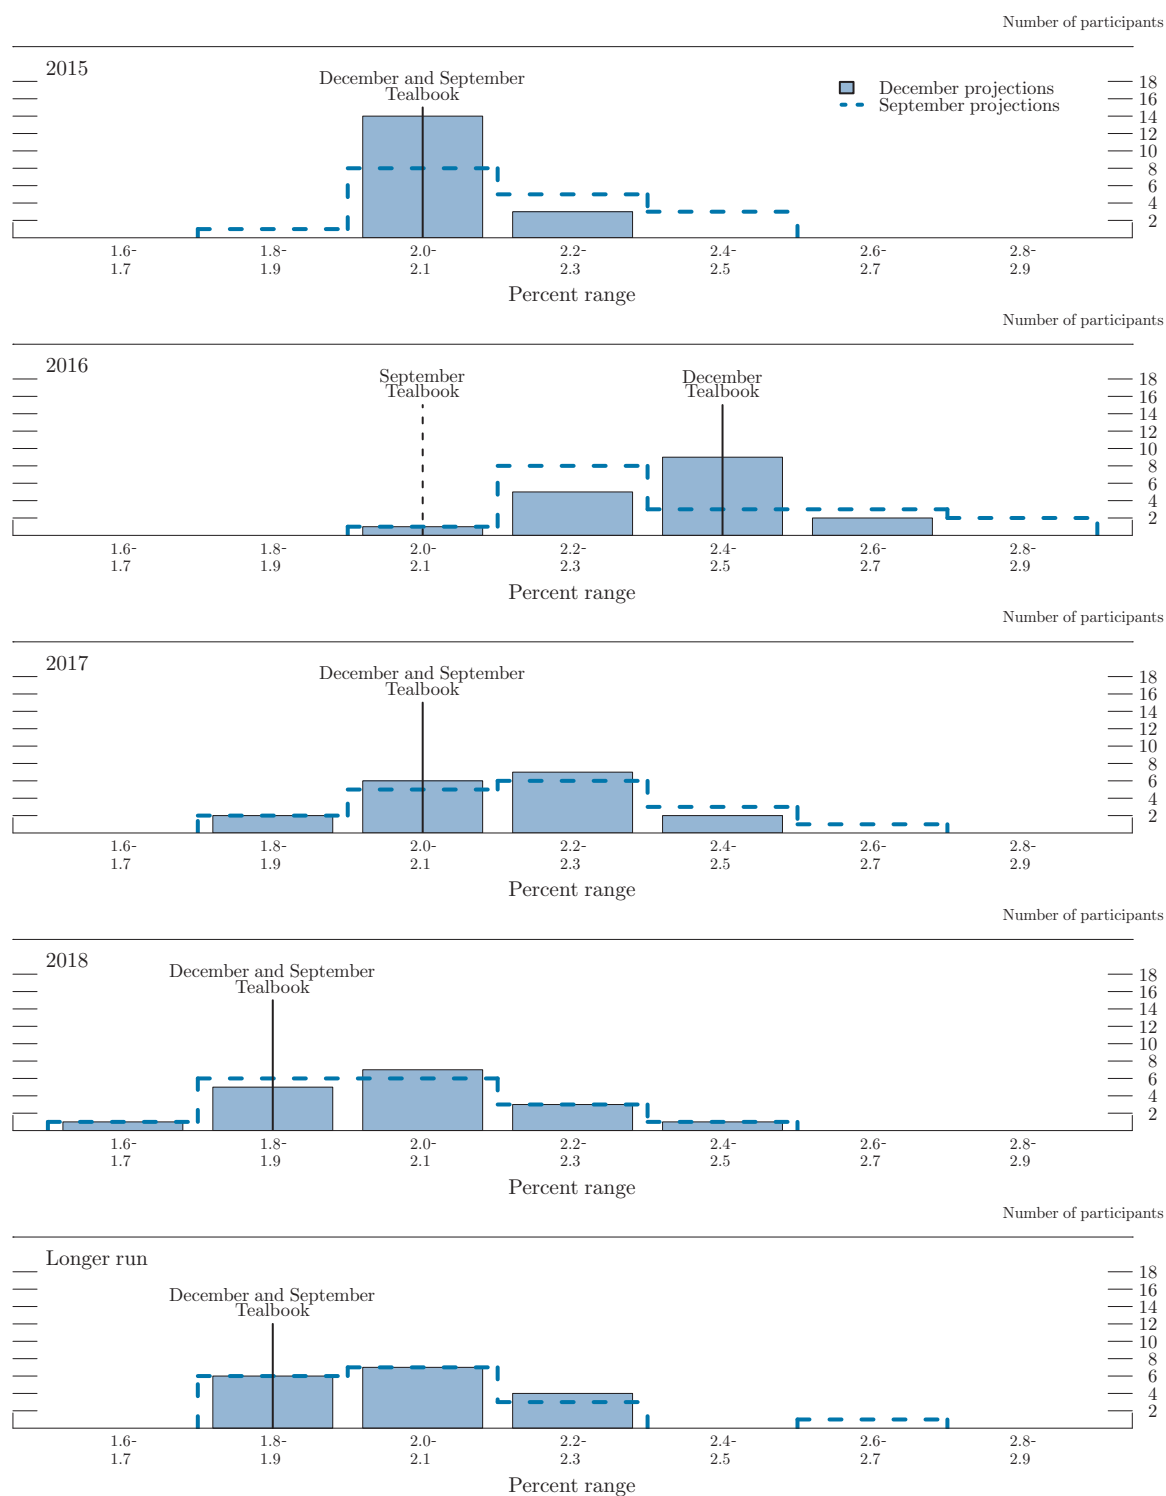 Number of participants
2015
December and September
Tealbook
December projections
September projections
18
16
14
12
10
8
6
4
2
1.6- 1.8- 2.0- 2.2- 2.4- 2.6- 2.8-
1.7 1.9 2.1 2.3 2.5 2.7 2.9
Percent range
Number of participants
2016
September
Tealbook
December
Tealbook
18
16
14
12
10
8
6
4
2
1.6- 1.8- 2.0- 2.2- 2.4- 2.6- 2.8-
1.7 1.9 2.1 2.3 2.5 2.7 2.9
Percent range
Number of participants
2017
December and September
Tealbook
18
16
14
12
10
8
6
4
2
1.6- 1.8- 2.0- 2.2- 2.4- 2.6- 2.8-
1.7 1.9 2.1 2.3 2.5 2.7 2.9
Percent range
Number of participants
2018
December and September
Tealbook
18
16
14
12
10
8
6
4
2
1.6- 1.8- 2.0- 2.2- 2.4- 2.6- 2.8-
1.7 1.9 2.1 2.3 2.5 2.7 2.9
Percent range
Number of participants
Longer run
December and September
Tealbook
18
16
14
12
10
8
6
4
2
1.6- 1.8- 2.0- 2.2- 2.4- 2.6- 2.8-
1.7 1.9 2.1 2.3 2.5 2.7 2.9
Percent range